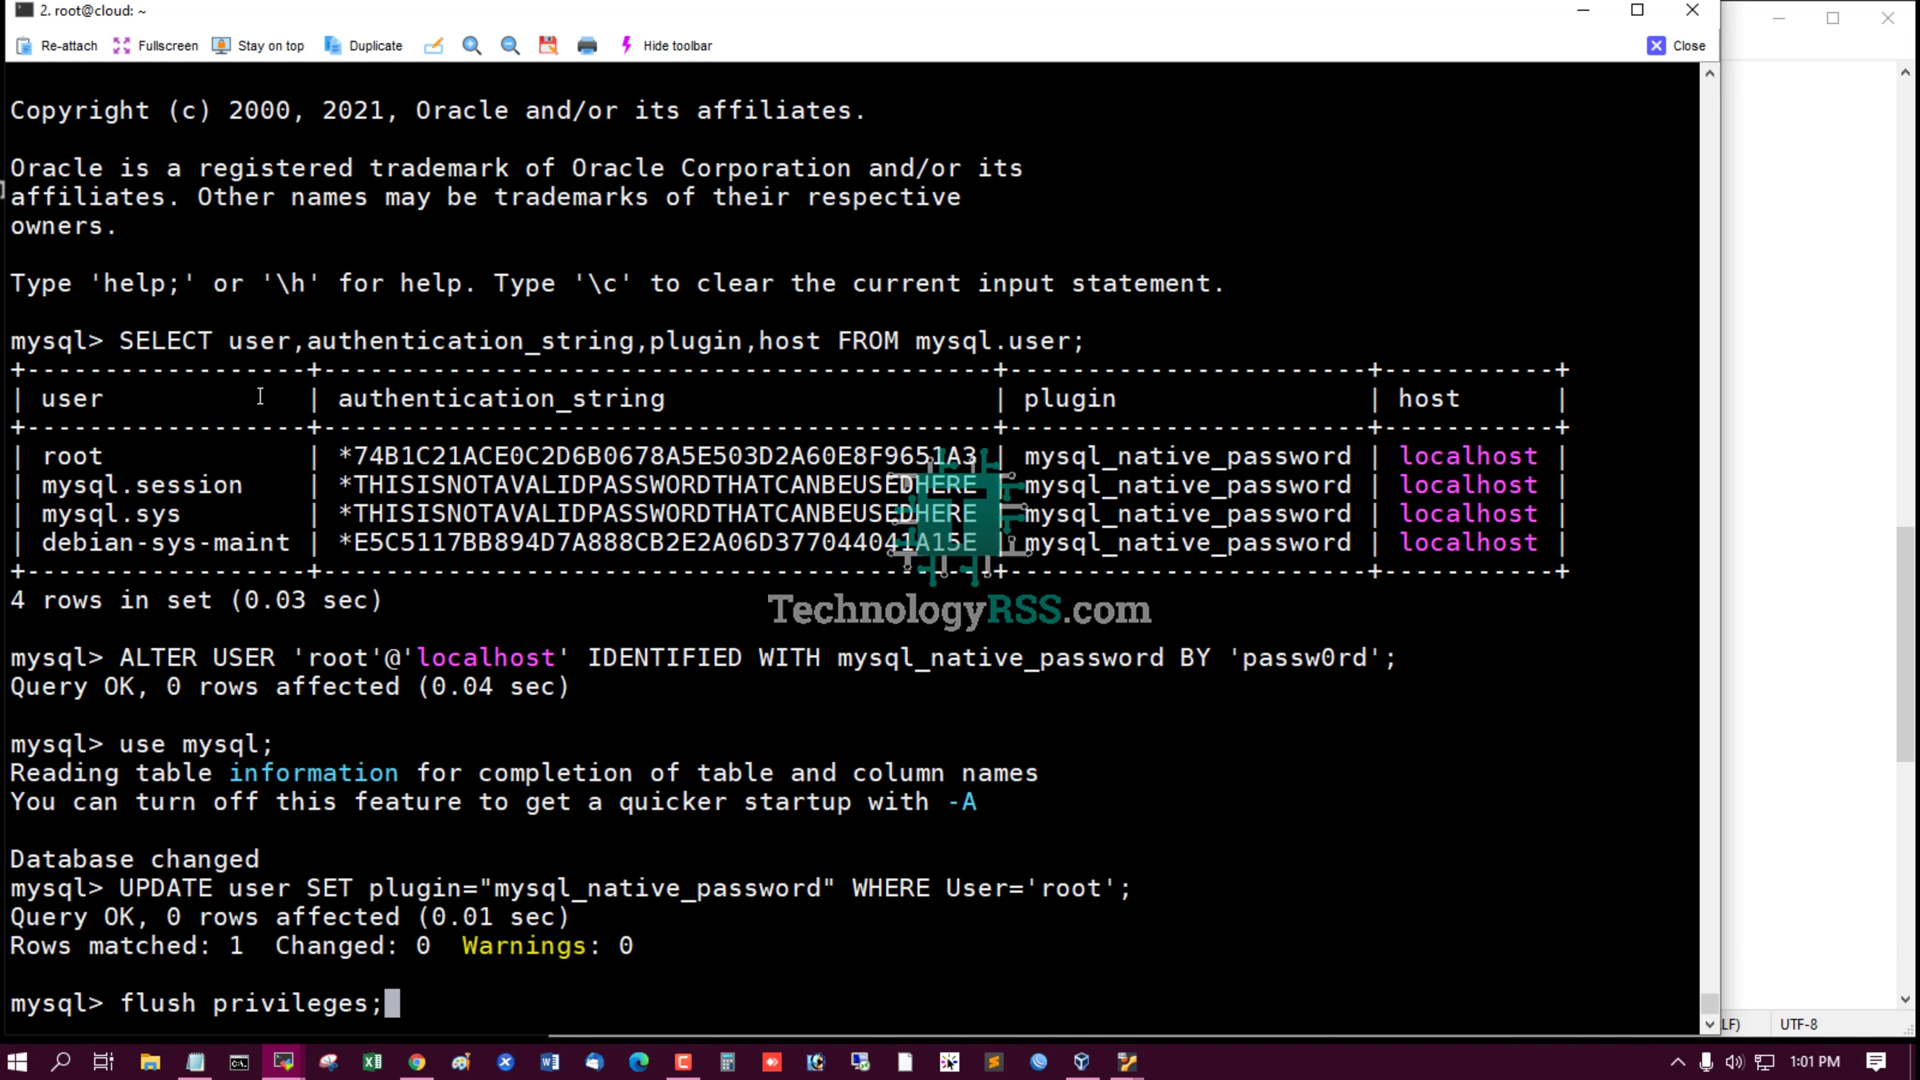 2. root@cloud: ~
Re-attach Fullscreen Stay on top Duplicate Hide toolbar Close
Copyright (c) 2000, 2021, Oracle and/or its affiliates.
Oracle is a registered trademark of Oracle Corporation and/or its
affiliates. Other names may be trademarks of their respective
owners.
Type 'help;' or '\h' for help. Type '\c' to clear the current input statement.
mysql> SELECT user,authentication_string,plugin,host FROM mysql.user;
+------------------+-------------------------------------------+-----------------------+-----------+
| user | authentication_string | plugin | host |
+------------------+-------------------------------------------+-----------------------+-----------+
| root | *74B1C21ACE0C2D6B0678A5E503D2A60E8F9651A3 | mysql_native_password | localhost |
| mysql.session | *THISISNOTAVALIDPASSWORDTHATCANBEUSEDHERE | mysql_native_password | localhost |
| mysql.sys | *THISISNOTAVALIDPASSWORDTHATCANBEUSEDHERE | mysql_native_password | localhost |
| debian-sys-maint | *E5C5117BB894D7A888CB2E2A06D377044041A15E | mysql_native_password | localhost |
+------------------+-------------------------------------------+-----------------------+-----------+
4 rows in set (0.03 sec)
TechnologyRSS.com
mysql> ALTER USER 'root'@'localhost' IDENTIFIED WITH mysql_native_password BY 'passw0rd';
Query OK, 0 rows affected (0.04 sec)
mysql> use mysql;
Reading table information for completion of table and column names
You can turn off this feature to get a quicker startup with -A
Database changed
mysql> UPDATE user SET plugin="mysql_native_password" WHERE User='root';
Query OK, 0 rows affected (0.01 sec)
Rows matched: 1 Changed: 0 Warnings: 0
mysql> flush privileges;
LF) UTF-8
1:01 PM